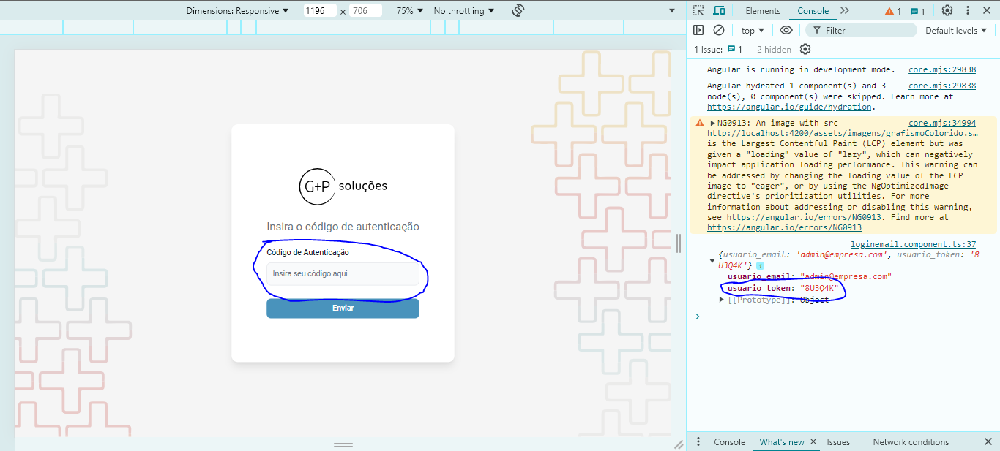 Dimensions: Responsive ▼ 1196 x 706 75% ▼ No throttling ▼
G+P soluções
Insira o código de autenticação
Código de Autenticação
Insira seu código aqui
Enviar
Elements Console 1 1
top ▼ Filter Default levels ▼
1 Issue: 1 2 hidden
Angular is running in development mode. core.mjs:29838
Angular hydrated 1 component(s) and 3 core.mjs:29838
node(s), 0 component(s) were skipped. Learn more at
https://angular.io/guide/hydration.
NG0913: An image with src core.mjs:34994
http://localhost:4200/assets/imagens/grafismoColorido.s…
is the Largest Contentful Paint (LCP) element but was
given a "loading" value of "lazy", which can negatively
impact application loading performance. This warning can
be addressed by changing the loading value of the LCP
image to "eager", or by using the NgOptimizedImage
directive's prioritization utilities. For more
information about addressing or disabling this warning,
see https://angular.io/errors/NG0913. Find more at
https://angular.io/errors/NG0913
loginemail.component.ts:37
{usuario_email: 'admin@empresa.com', usuario_token: '8
U3Q4K'} i
usuario_email: "admin@empresa.com"
usuario_token: "8U3Q4K"
[[Prototype]]: Object
Console What's new Issues Network conditions